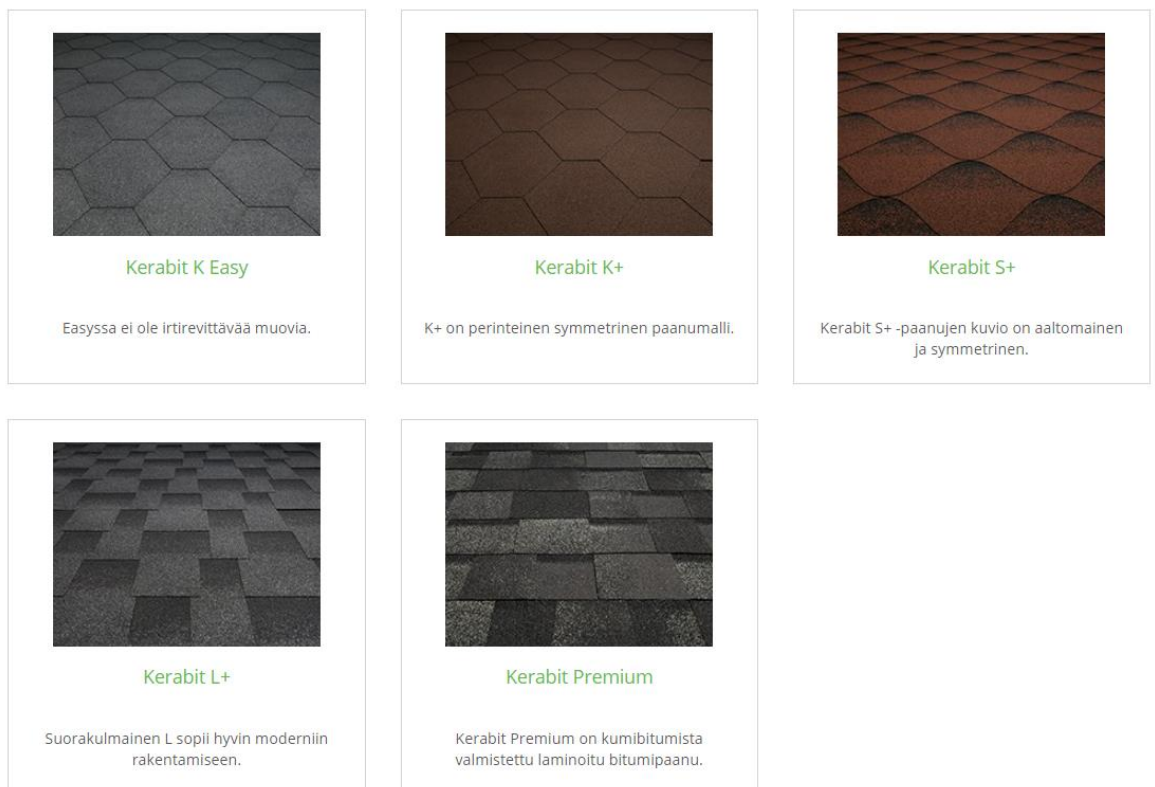 Kerabit K Easy
Easyssa ei ole irtirevittävää muovia.
Kerabit K+
K+ on perinteinen symmetrinen paanumalli.
Kerabit S+
Kerabit S+ -paanujen kuvio on aaltomainen
ja symmetrinen.
Kerabit L+
Suorakulmainen L sopii hyvin moderniin
rakentamiseen.
Kerabit Premium
Kerabit Premium on kumibitumista
valmistettu laminoitu bitumipaanu.